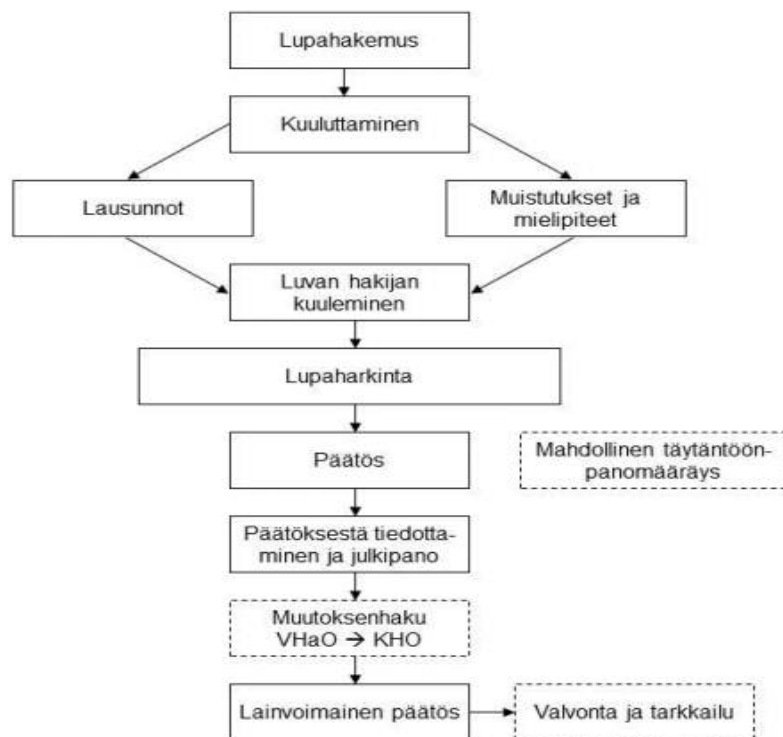 Lupahakemus
Kuuluttaminen
Lausunnot
Muistutukset ja
mielipiteet
Luvan hakijan
kuuleminen
Lupaharkinta
Päätös
Mahdollinen täytäntöön-
panomääräys
Päätöksestä tiedotta-
minen ja julkipano
Muutoksenhaku
VHaO → KHO
Lainvoimainen päätös
Valvonta ja tarkkailu